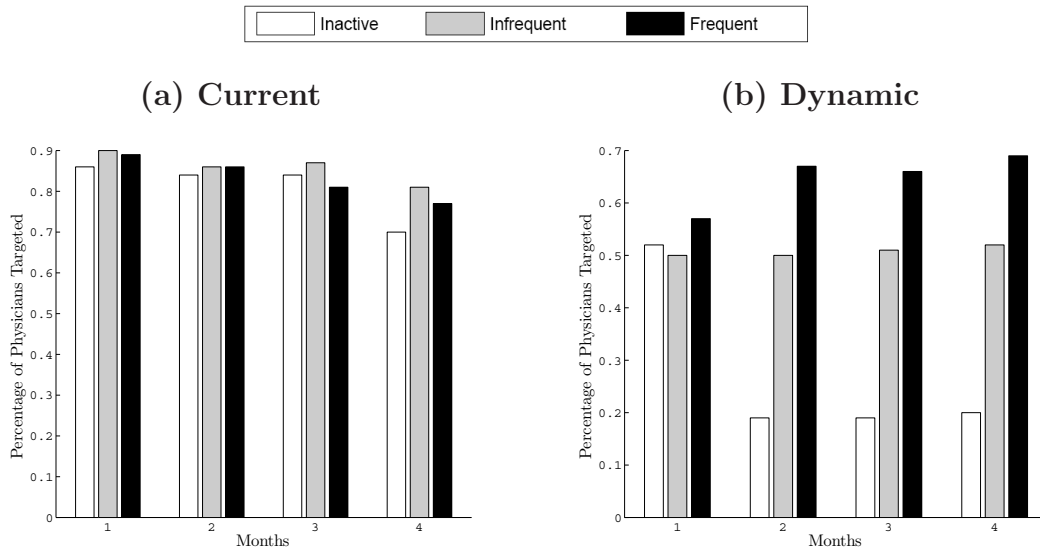 Inactive Infrequent Frequent
(a) Current
(b) Dynamic
Percentage of Physicians Targeted
0.9
0.8
0.7
0.6
0.5
0.4
0.3
0.2
0.1
0
1 2 3 4
Months
Percentage of Physicians Targeted
0.7
0.6
0.5
0.4
0.3
0.2
0.1
0
1 2 3 4
Months